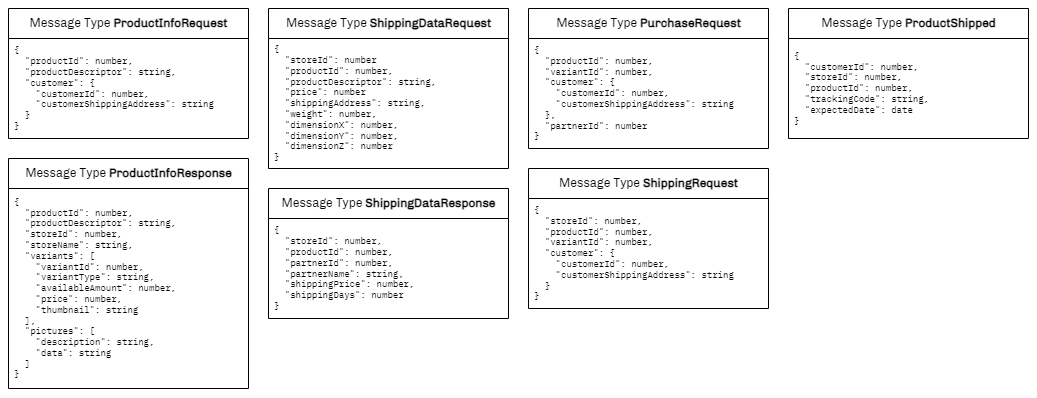 Message Type ProductInfoRequest
{
"productId": number,
"productDescriptor": string,
"customer": {
"customerId": number,
"customerShippingAddress": string
}
}
Message Type ProductInfoResponse
{
"productId": number,
"productDescriptor": string,
"storeId": number,
"storeName": string,
"variants": [
"variantId": number,
"variantType": string,
"availableAmount": number,
"price": number,
"thumbnail": string
],
"pictures": [
"description": string,
"data": string
]
}
Message Type ShippingDataRequest
{
"storeId": number
"productId": number,
"productDescriptor": string,
"price": number
"shippingAddress": string,
"weight": number,
"dimensionX": number,
"dimensionY": number,
"dimensionZ": number
}
Message Type ShippingDataResponse
{
"storeId": number,
"productId": number,
"partnerId": number,
"partnerName": string,
"shippingPrice": number,
"shippingDays": number
}
Message Type PurchaseRequest
{
"productId": number,
"variantId": number,
"customer": {
"customerId": number,
"customerShippingAddress": string
},
"partnerId": number
}
Message Type ShippingRequest
{
"storeId": number,
"productId": number,
"variantId": number,
"customer": {
"customerId": number,
"customerShippingAddress": string
}
}
Message Type ProductShipped
{
"customerId": number,
"storeId": number,
"productId": number,
"trackingCode": string,
"expectedDate": date
}